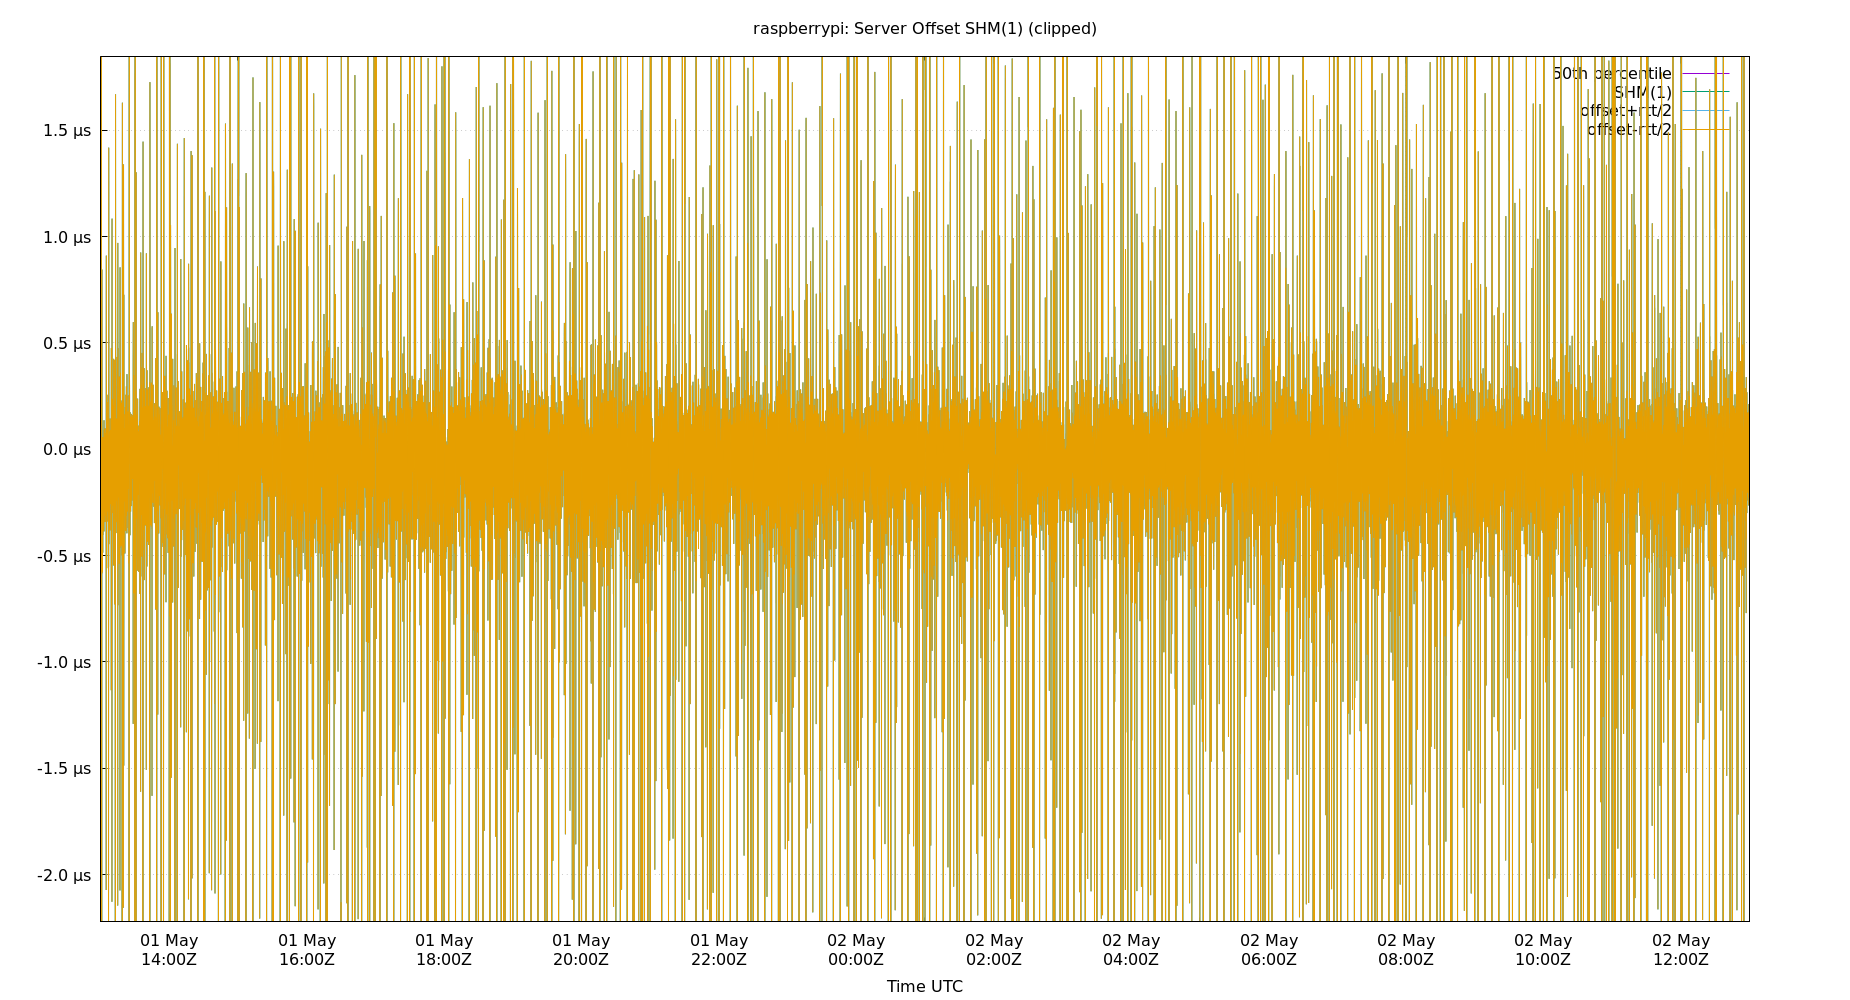 raspberrypi: Server Offset SHM(1) (clipped)
50th percentile
SHM(1)
offset+rtt/2
offset-rtt/2
1.5 µs
1.0 µs
0.5 µs
0.0 µs
-0.5 µs
-1.0 µs
-1.5 µs
-2.0 µs
01 May 01 May 01 May 01 May 01 May 02 May 02 May 02 May 02 May 02 May 02 May 02 May
14:00Z 16:00Z 18:00Z 20:00Z 22:00Z 00:00Z 02:00Z 04:00Z 06:00Z 08:00Z 10:00Z 12:00Z
Time UTC